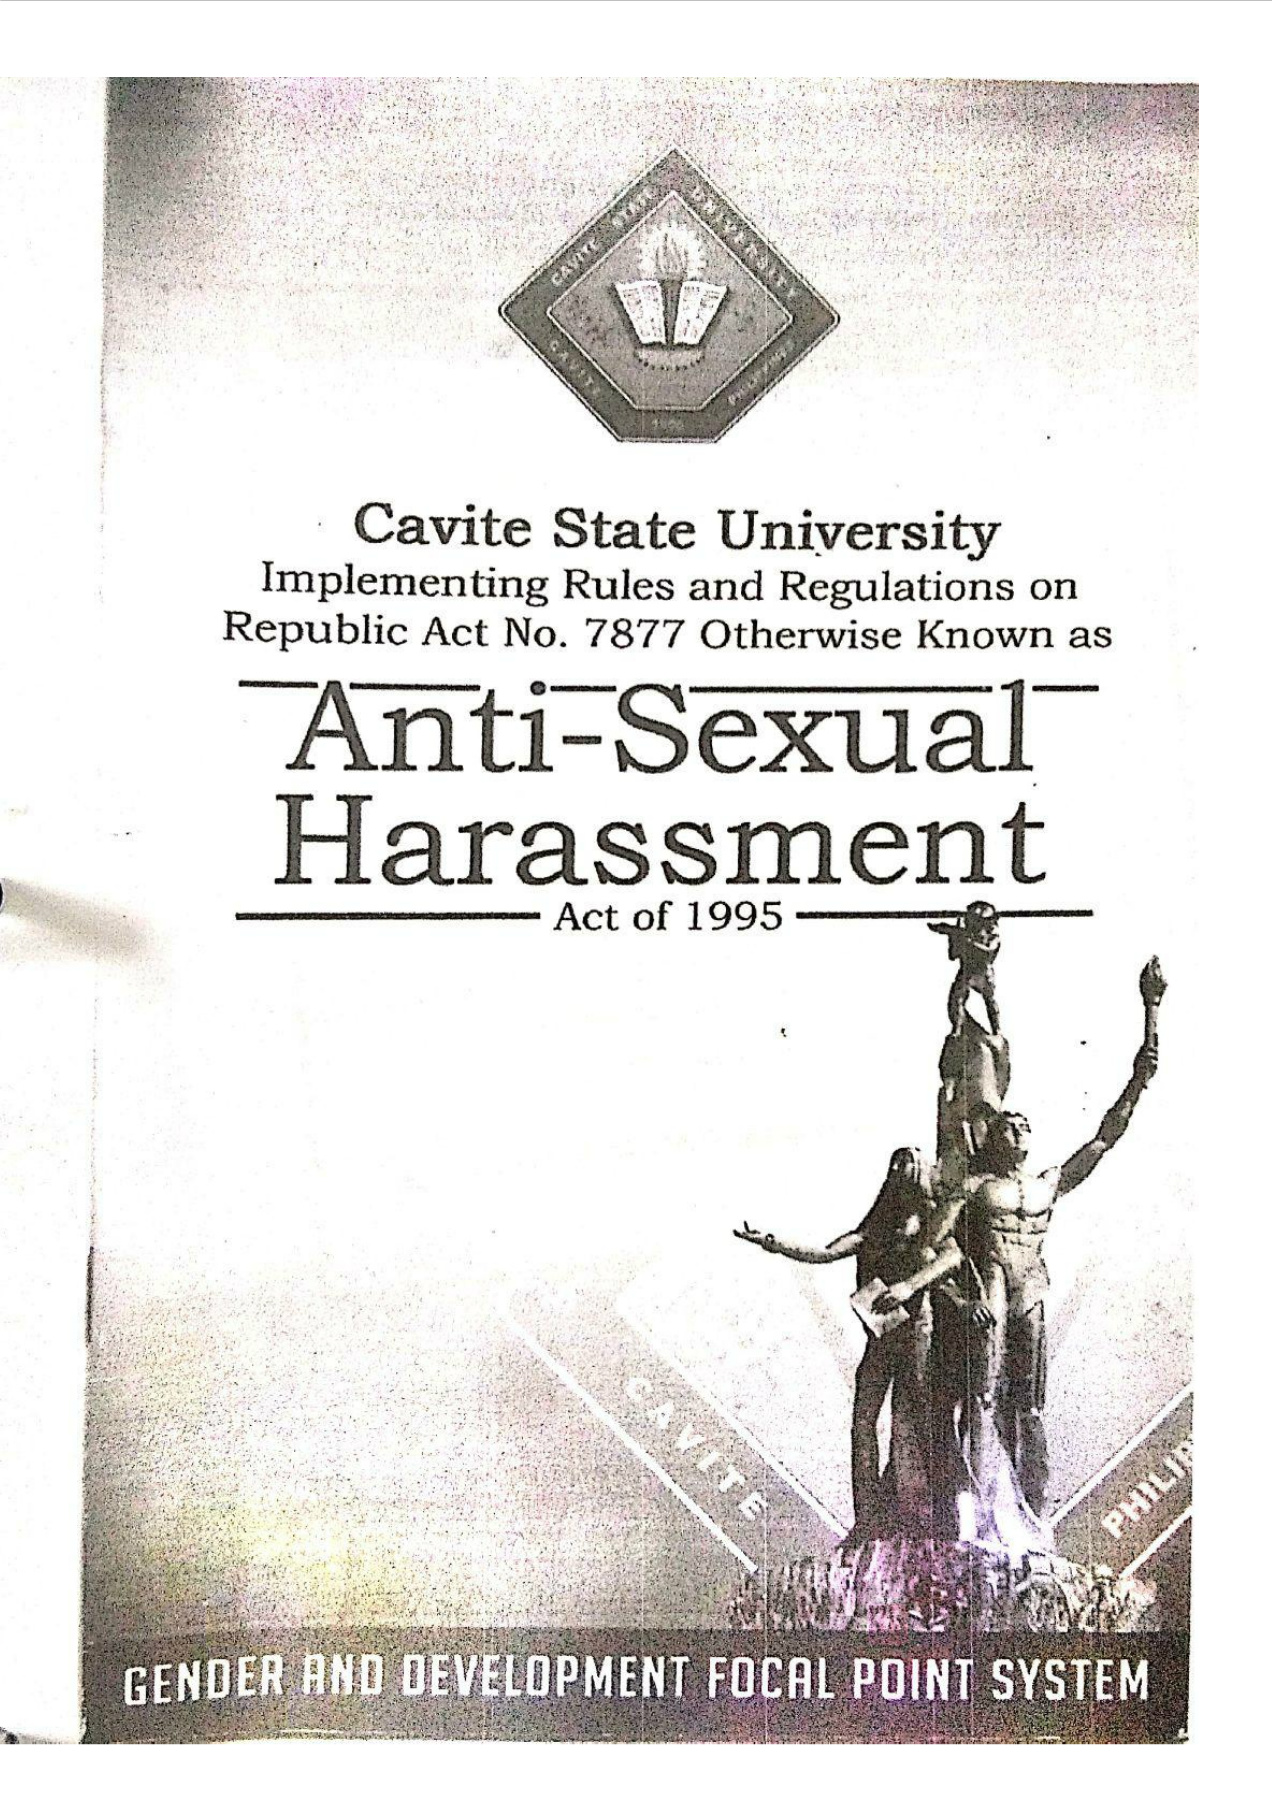 CAVITE STATE UNIVERSITY
CAVITE
1906
PHILIPPINES
Cavite State University
Implementing Rules and Regulations on
Republic Act No. 7877 Otherwise Known as
Anti-Sexual
Harassment
Act of 1995
CAVITE
PHILIP
GENDER AND DEVELOPMENT FOCAL POINT SYSTEM